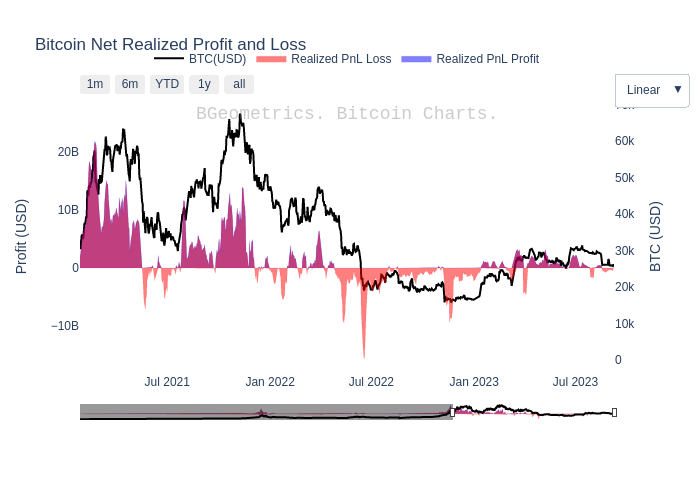 Bitcoin Net Realized Profit and Loss
BTC(USD) Realized PnL Loss Realized PnL Profit
1m 6m YTD 1y all
Linear ▼
BGeometrics. Bitcoin Charts.
20B
10B
0
−10B
Profit (USD)
60k
50k
40k
30k
20k
10k
0
BTC (USD)
Jul 2021 Jan 2022 Jul 2022 Jan 2023 Jul 2023